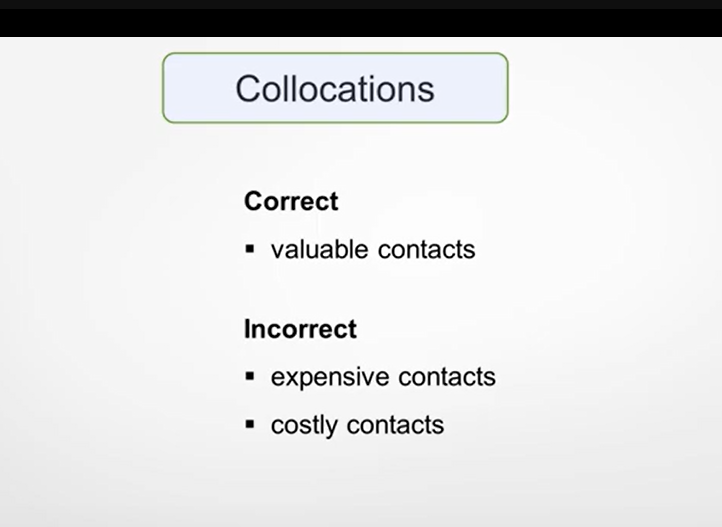 Collocations
Correct
▪ valuable contacts
Incorrect
▪ expensive contacts
▪ costly contacts